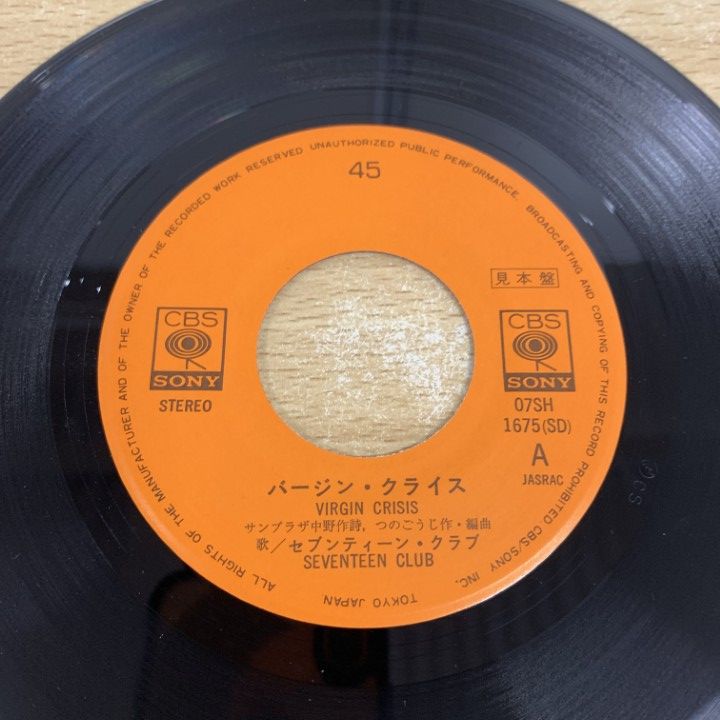 ALL RIGHTS OF THE MANUFACTURER AND OF THE OWNER OF THE RECORDED WORK RESERVED UNAUTHORIZED PUBLIC PERFORMANCE, BROADCASTING AND COPYING OF THIS RECORD PROHIBITED CBS/SONY INC.
TOKYO JAPAN
45
見本盤
CBS
SONY
STEREO
CBS
SONY
07SH
1675(SD)
A
JASRAC
バージン・クライス
VIRGIN CRISIS
サンプラザ中野作詩,つのごうじ作・編曲
歌/セブンティーン・クラブ
SEVENTEEN CLUB